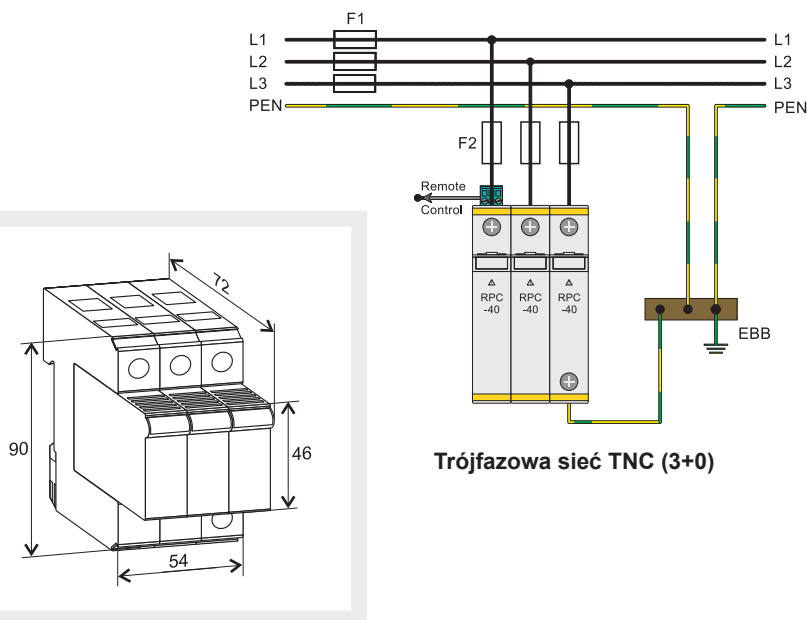 F1
L1 L1
L2 L2
L3 L3
PEN PEN
F2
Remote
Control
RPC RPC RPC
-40 -40 -40
EBB
72
90
46
54
Trójfazowa sieć TNC (3+0)